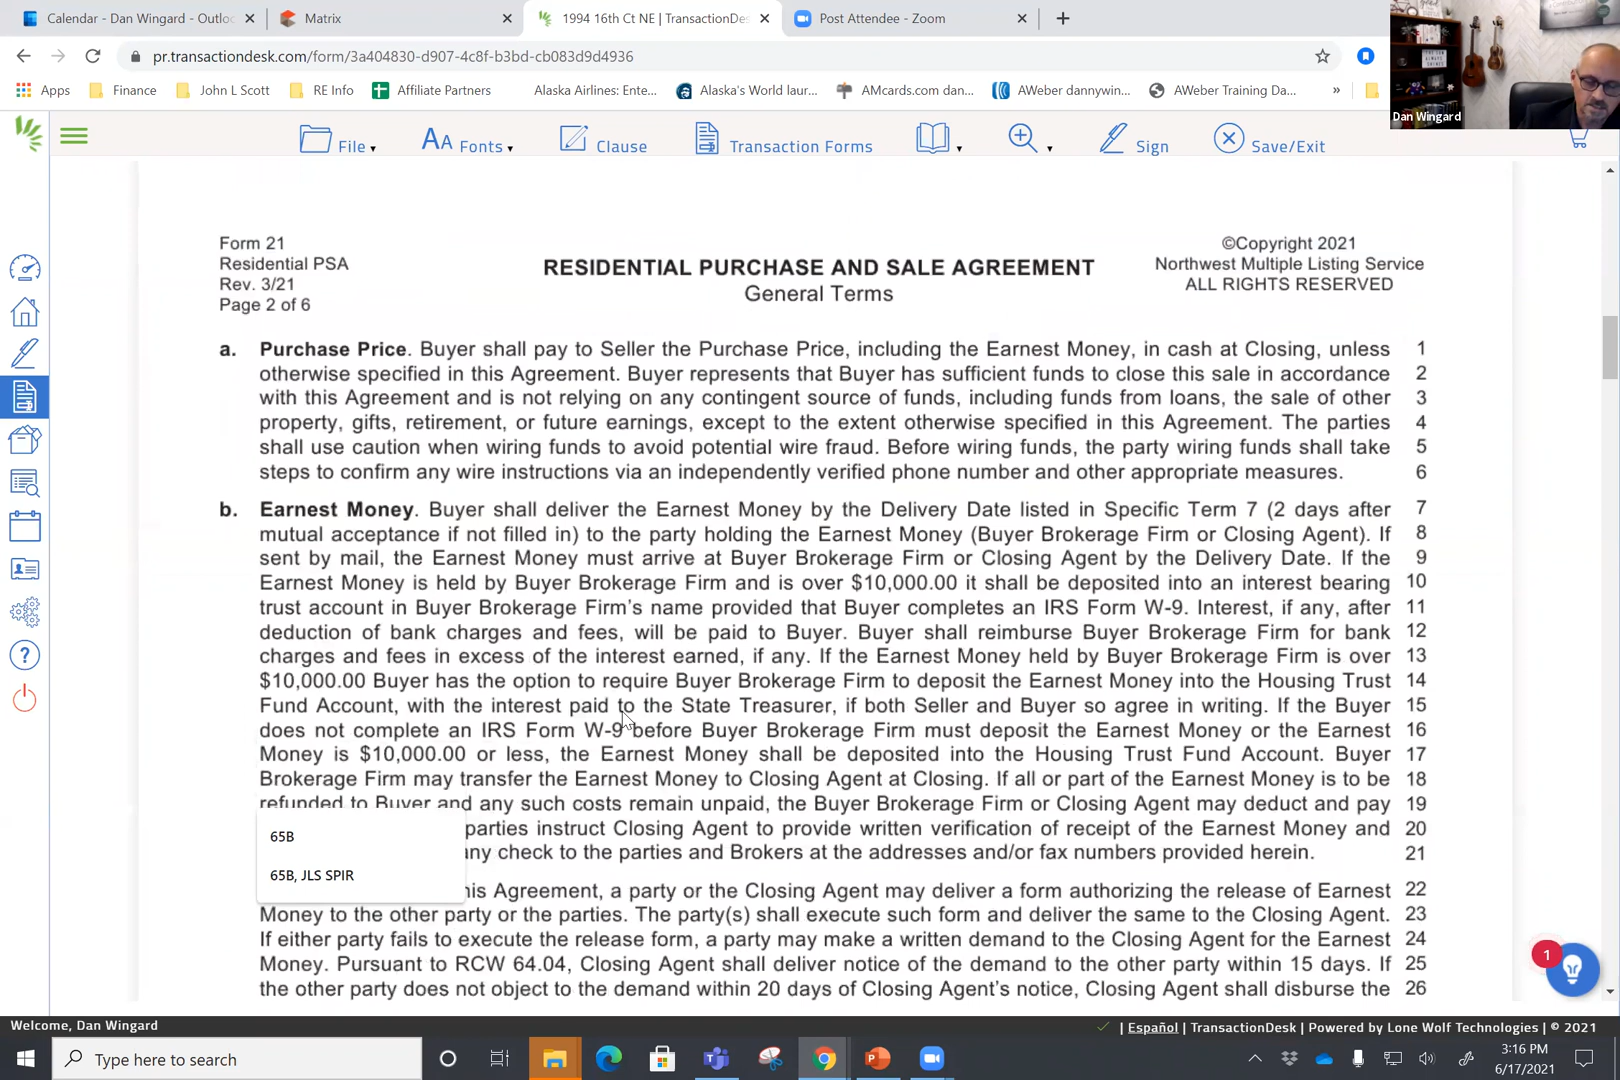 Calendar - Dan Wingard - Outlo
Matrix
1994 16th Ct NE | TransactionDes
Post Attendee - Zoom
pr.transactiondesk.com/form/3a404830-d907-4c8f-b3bd-cb083d9d4936
Apps
Finance
John L Scott
RE Info
Affiliate Partners
Alaska Airlines: Ente...
Alaska's World laur...
AMcards.com dan...
AWeber dannywin...
AWeber Training Da...
»
Dan Wingard
File
AA Fonts
Clause
Transaction Forms
Sign
Save/Exit
Form 21
Residential PSA
Rev. 3/21
Page 2 of 6
RESIDENTIAL PURCHASE AND SALE AGREEMENT
General Terms
©Copyright 2021
Northwest Multiple Listing Service
ALL RIGHTS RESERVED
a. Purchase Price. Buyer shall pay to Seller the Purchase Price, including the Earnest Money, in cash at Closing, unless 1
otherwise specified in this Agreement. Buyer represents that Buyer has sufficient funds to close this sale in accordance 2
with this Agreement and is not relying on any contingent source of funds, including funds from loans, the sale of other 3
property, gifts, retirement, or future earnings, except to the extent otherwise specified in this Agreement. The parties 4
shall use caution when wiring funds to avoid potential wire fraud. Before wiring funds, the party wiring funds shall take 5
steps to confirm any wire instructions via an independently verified phone number and other appropriate measures. 6
b. Earnest Money. Buyer shall deliver the Earnest Money by the Delivery Date listed in Specific Term 7 (2 days after 7
mutual acceptance if not filled in) to the party holding the Earnest Money (Buyer Brokerage Firm or Closing Agent). If 8
sent by mail, the Earnest Money must arrive at Buyer Brokerage Firm or Closing Agent by the Delivery Date. If the 9
Earnest Money is held by Buyer Brokerage Firm and is over $10,000.00 it shall be deposited into an interest bearing 10
trust account in Buyer Brokerage Firm's name provided that Buyer completes an IRS Form W-9. Interest, if any, after 11
deduction of bank charges and fees, will be paid to Buyer. Buyer shall reimburse Buyer Brokerage Firm for bank 12
charges and fees in excess of the interest earned, if any. If the Earnest Money held by Buyer Brokerage Firm is over 13
$10,000.00 Buyer has the option to require Buyer Brokerage Firm to deposit the Earnest Money into the Housing Trust 14
Fund Account, with the interest paid to the State Treasurer, if both Seller and Buyer so agree in writing. If the Buyer 15
does not complete an IRS Form W-9 before Buyer Brokerage Firm must deposit the Earnest Money or the Earnest 16
Money is $10,000.00 or less, the Earnest Money shall be deposited into the Housing Trust Fund Account. Buyer 17
Brokerage Firm may transfer the Earnest Money to Closing Agent at Closing. If all or part of the Earnest Money is to be 18
refunded to Buyer and any such costs remain unpaid, the Buyer Brokerage Firm or Closing Agent may deduct and pay 19
parties instruct Closing Agent to provide written verification of receipt of the Earnest Money and 20
any check to the parties and Brokers at the addresses and/or fax numbers provided herein. 21
65B
65B, JLS SPIR
his Agreement, a party or the Closing Agent may deliver a form authorizing the release of Earnest 22
Money to the other party or the parties. The party(s) shall execute such form and deliver the same to the Closing Agent. 23
If either party fails to execute the release form, a party may make a written demand to the Closing Agent for the Earnest 24
Money. Pursuant to RCW 64.04, Closing Agent shall deliver notice of the demand to the other party within 15 days. If 25
the other party does not object to the demand within 20 days of Closing Agent's notice, Closing Agent shall disburse the 26
1
Welcome, Dan Wingard
| Español | TransactionDesk | Powered by Lone Wolf Technologies | © 2021
Type here to search
3:16 PM
6/17/2021